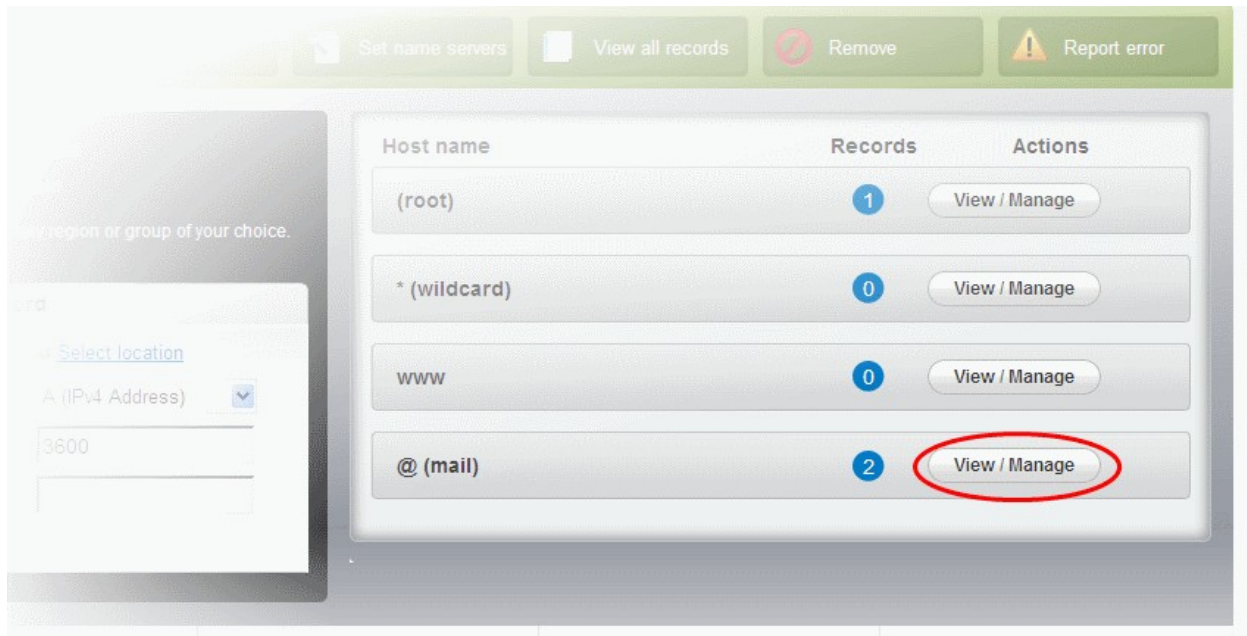 Set name servers
View all records
Remove
Report error
Host name Records Actions
(root) 1 View / Manage
region or group of your choice.
* (wildcard) 0 View / Manage
Select location
www 0 View / Manage
A (IPv4 Address)
3600
@ (mail) 2 View / Manage